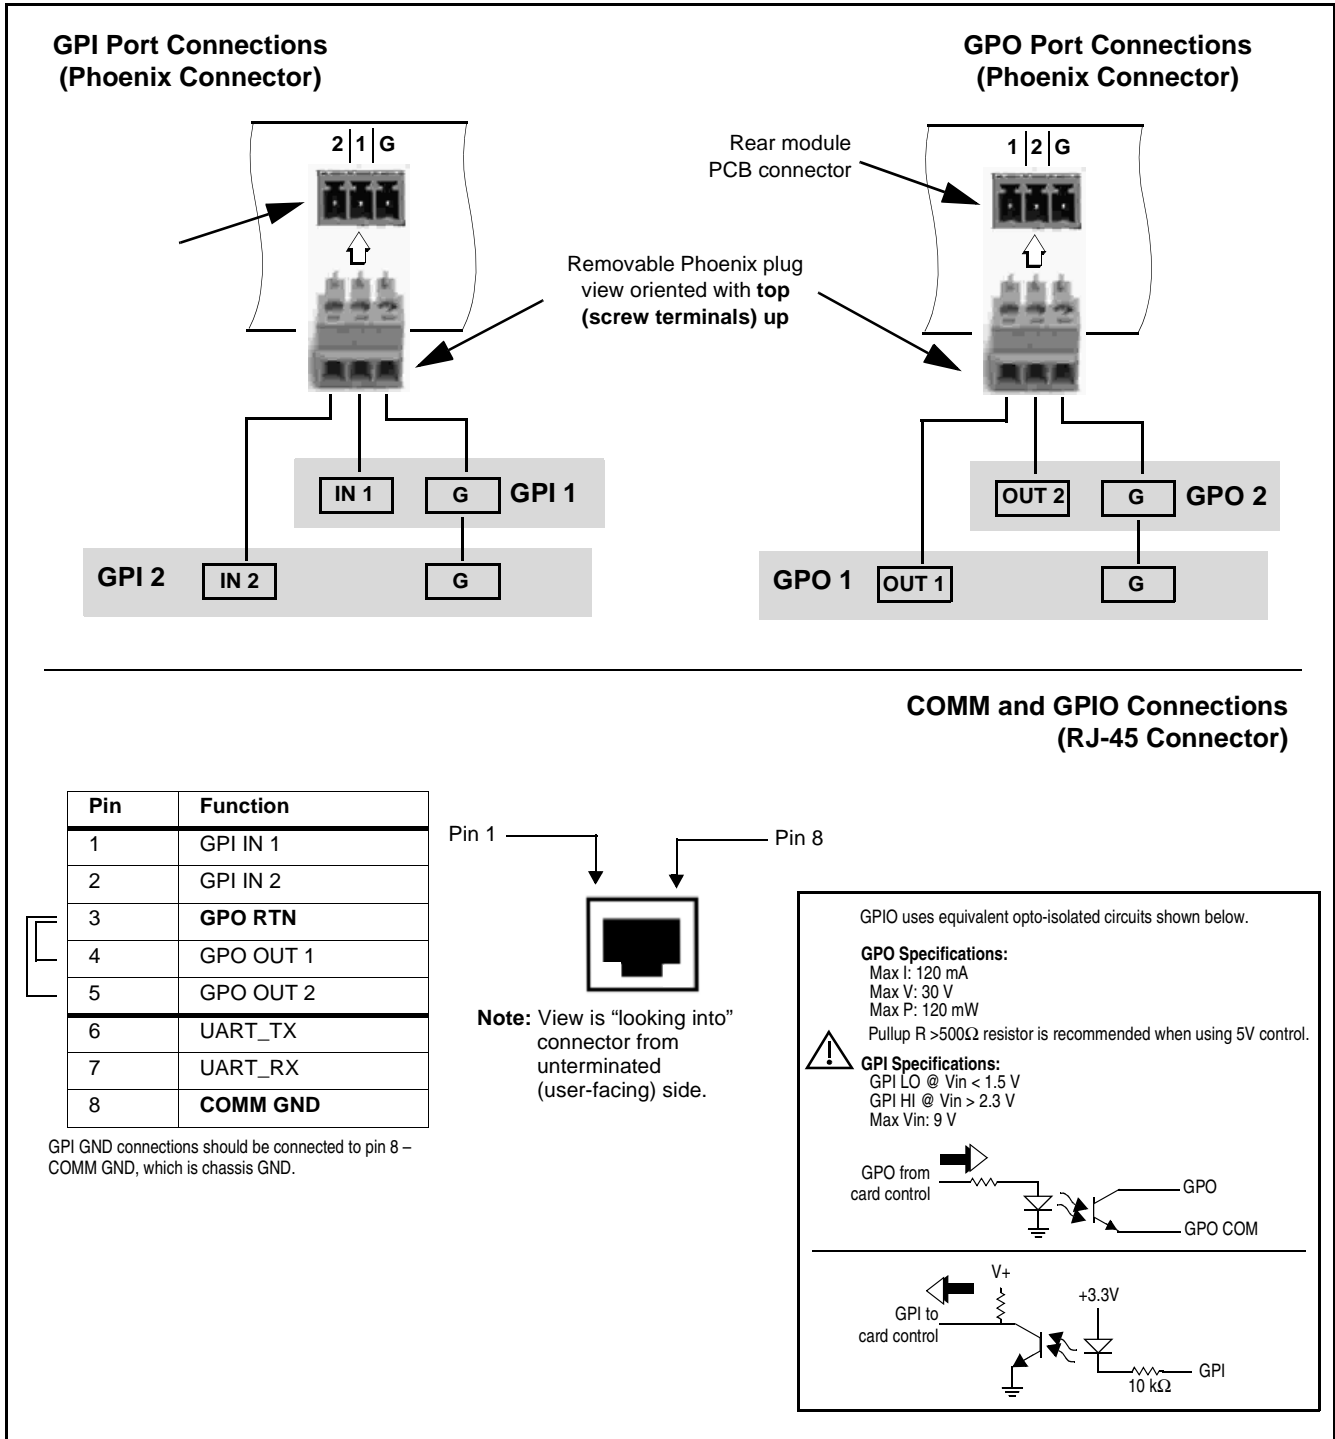 GPI Port Connections
(Phoenix Connector)
GPO Port Connections
(Phoenix Connector)
2 1 G
Rear module
PCB connector
1 2 G
Removable Phoenix plug
view oriented with top
(screw terminals) up
IN 1 G GPI 1
GPI 2 IN 2 G
OUT 2 G GPO 2
GPO 1 OUT 1 G
COMM and GPIO Connections
(RJ-45 Connector)
Pin Function
1 GPI IN 1
2 GPI IN 2
3 GPO RTN
4 GPO OUT 1
5 GPO OUT 2
6 UART_TX
7 UART_RX
8 COMM GND
GPI GND connections should be connected to pin 8 –
COMM GND, which is chassis GND.
Pin 1
Pin 8
Note: View is “looking into”
connector from
unterminated
(user-facing) side.
GPIO uses equivalent opto-isolated circuits shown below.
GPO Specifications:
Max I: 120 mA
Max V: 30 V
Max P: 120 mW
Pullup R >500Ω resistor is recommended when using 5V control.
GPI Specifications:
GPI LO @ Vin < 1.5 V
GPI HI @ Vin > 2.3 V
Max Vin: 9 V
GPO from
card control
GPO
GPO COM
V+
+3.3V
GPI to
card control
GPI
10 kΩ